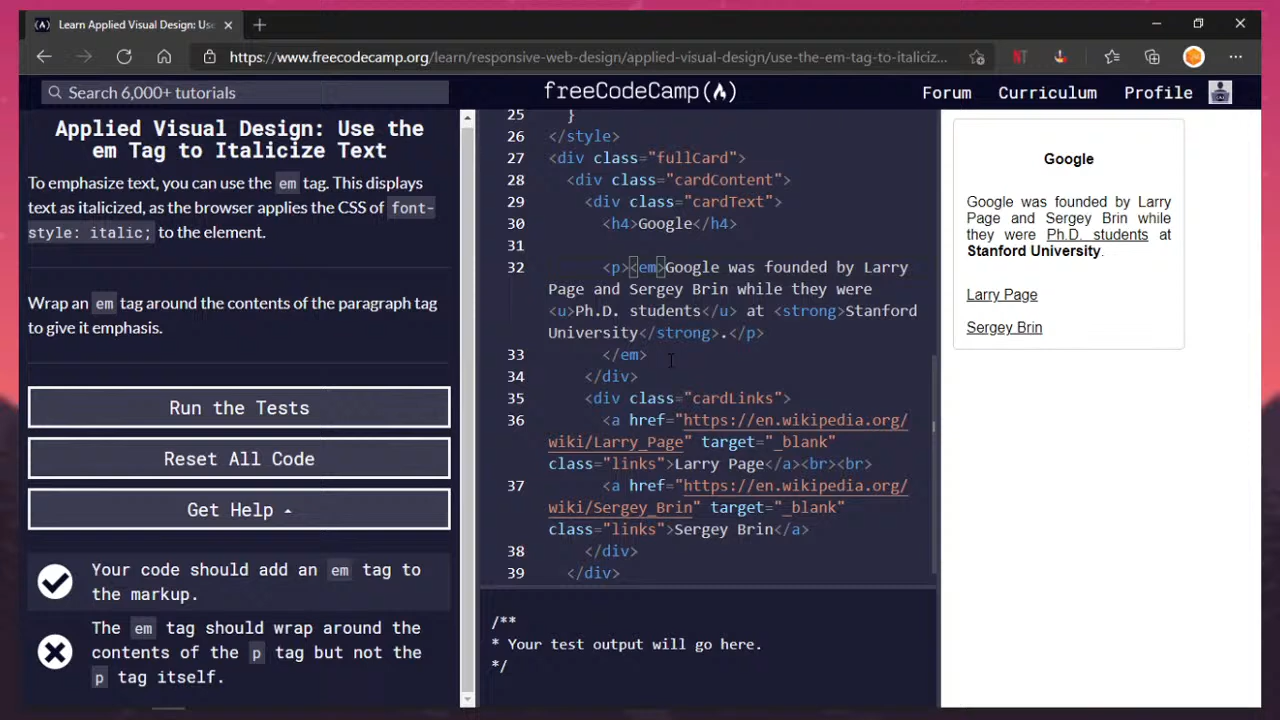 Learn Applied Visual Design: Us
https://www.freecodecamp.org/learn/responsive-web-design/applied-visual-design/use-the-em-tag-to-italiciz...
Search 6,000+ tutorials
freeCodeCamp
Forum
Curriculum
Profile
Applied Visual Design: Use the
em Tag to Italicize Text
To emphasize text, you can use the em tag. This displays
text as italicized, as the browser applies the CSS of font-
style: italic; to the element.
Wrap an em tag around the contents of the paragraph tag
to give it emphasis.
Run the Tests
Reset All Code
Get Help
Your code should add an em tag to
the markup.
The em tag should wrap around the
contents of the p tag but not the
p tag itself.
25 }
26 </style>
27 <div class="fullCard">
28 <div class="cardContent">
29 <div class="cardText">
30 <h4>Google</h4>
31
32 <p><em>Google was founded by Larry
Page and Sergey Brin while they were
<u>Ph.D. students</u> at <strong>Stanford
University</strong>.</p>
33 </em>
34 </div>
35 <div class="cardLinks">
36 <a href="https://en.wikipedia.org/
wiki/Larry_Page" target="_blank"
class="links">Larry Page</a><br><br>
37 <a href="https://en.wikipedia.org/
wiki/Sergey_Brin" target="_blank"
class="links">Sergey Brin</a>
38 </div>
39 </div>
/**
* Your test output will go here.
*/
Google
Google was founded by Larry
Page and Sergey Brin while
they were Ph.D. students at
Stanford University.
Larry Page
Sergey Brin